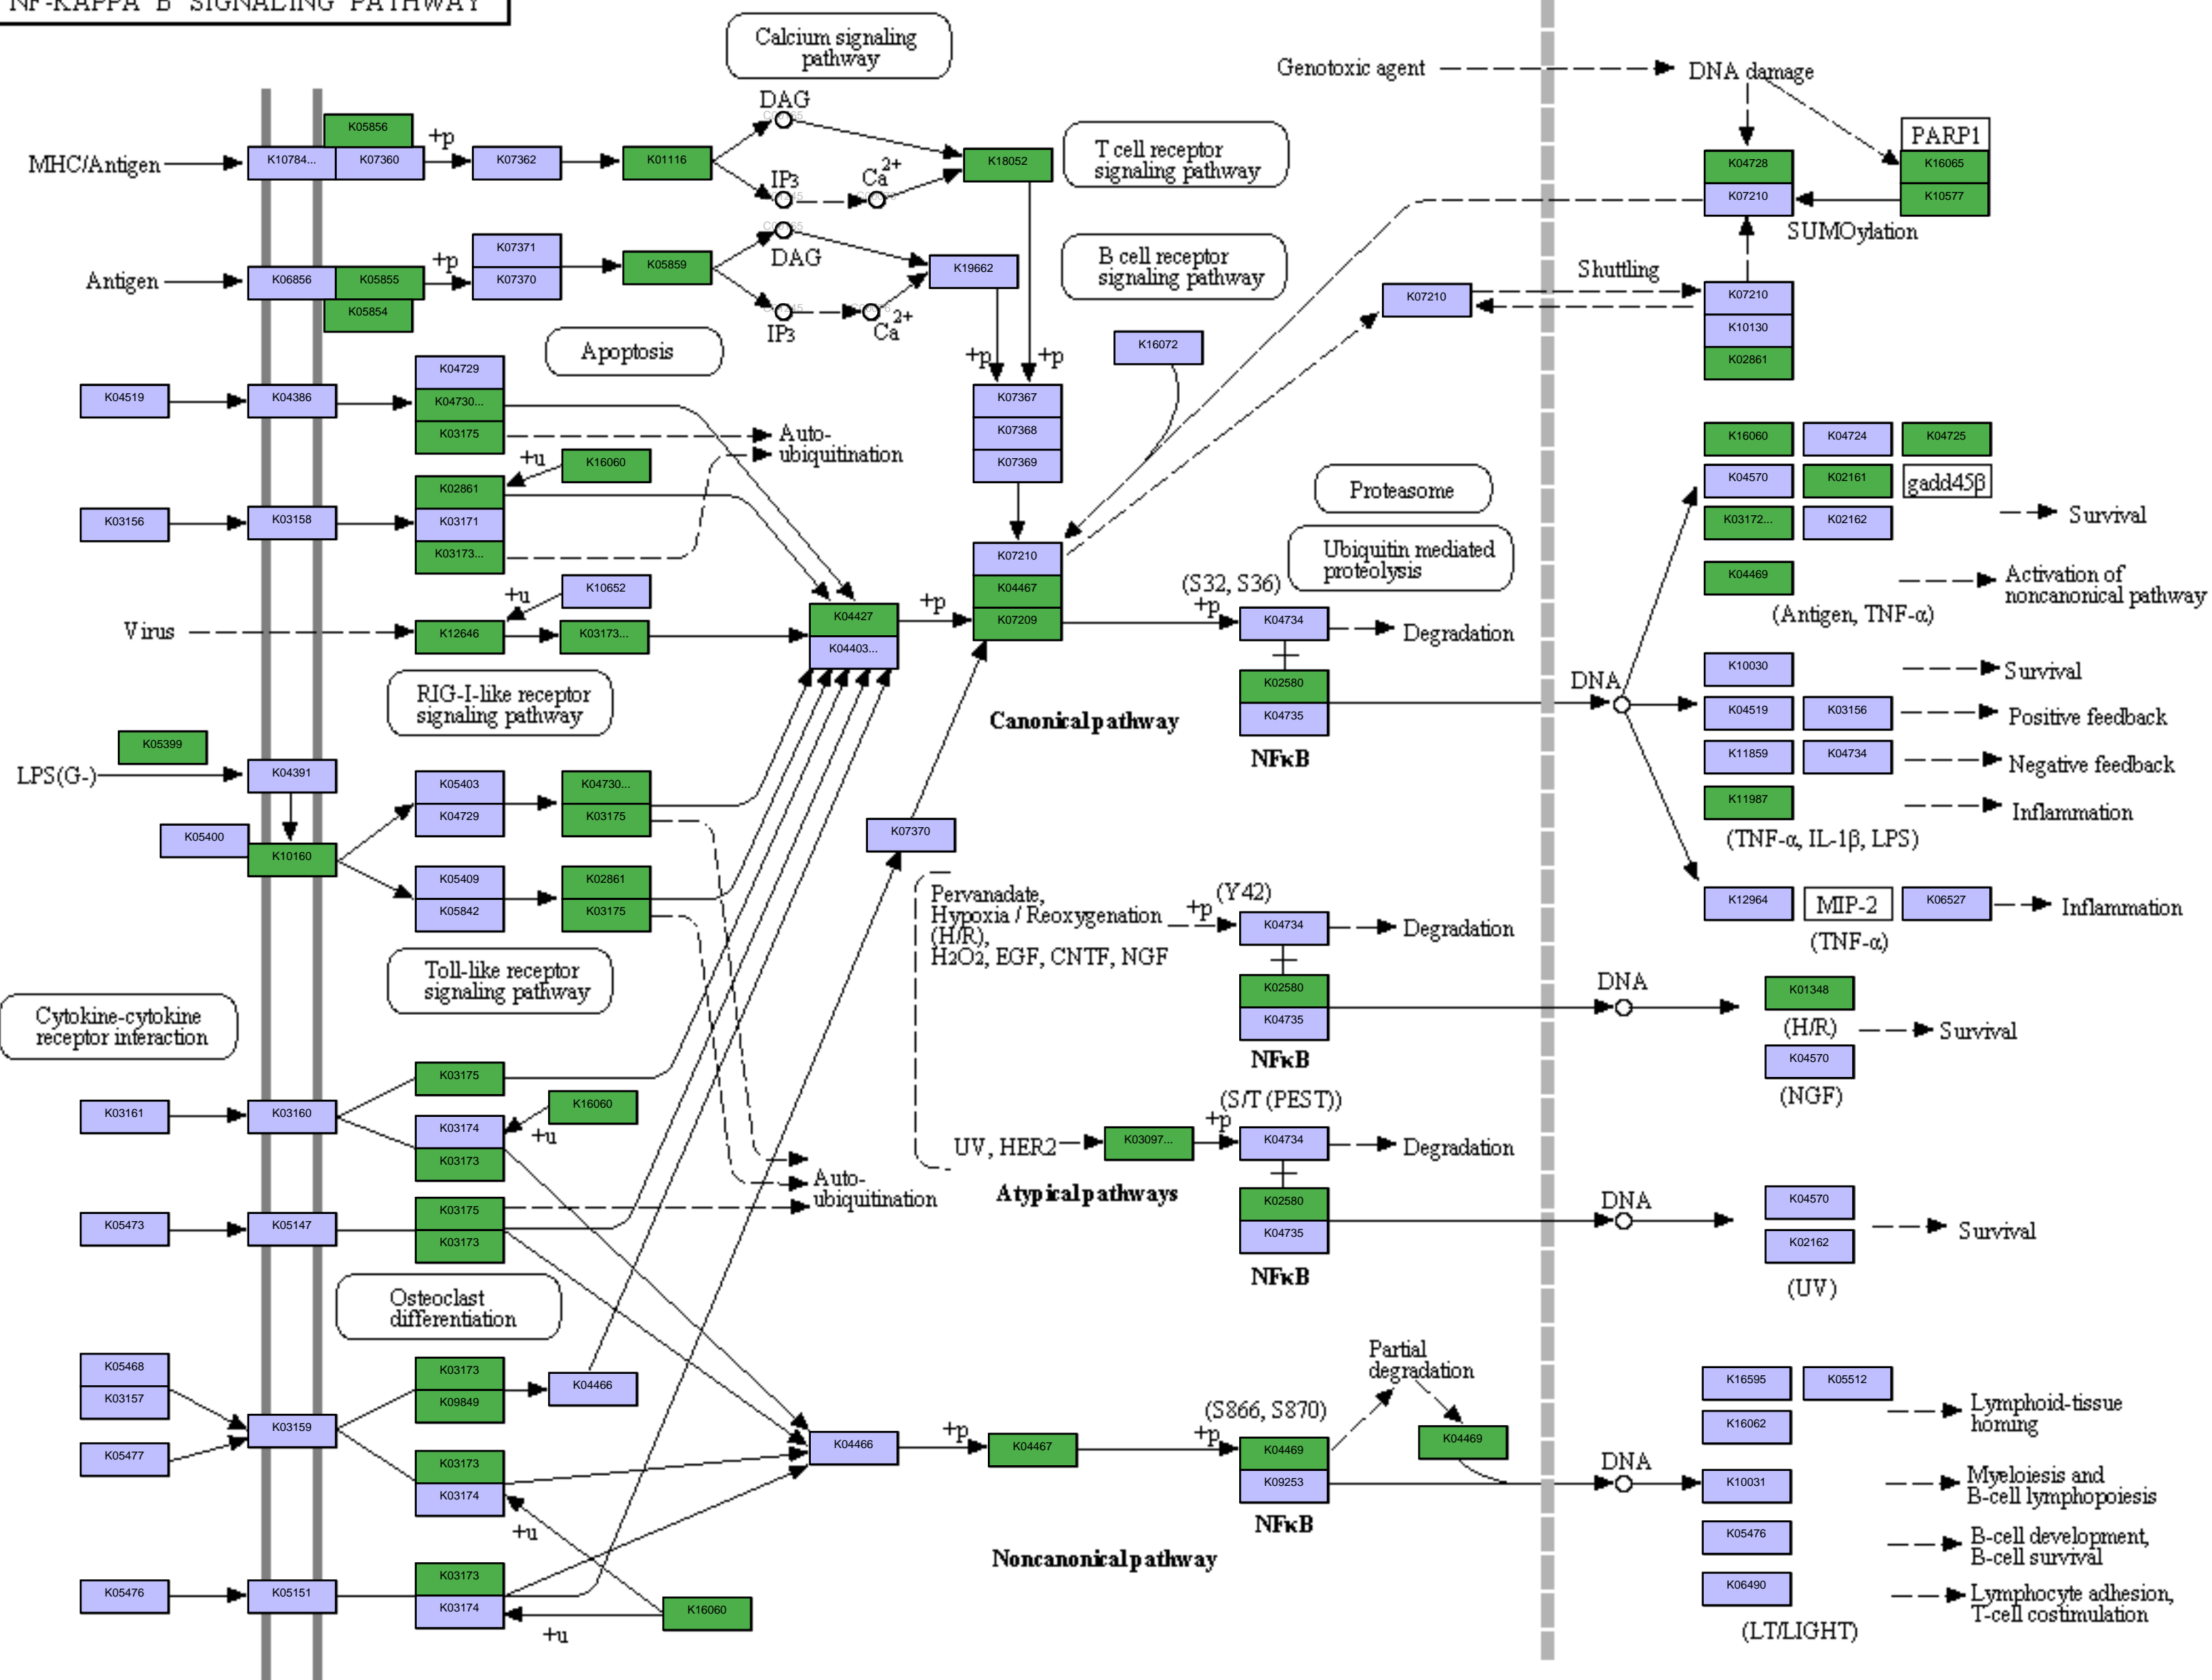 NF-KAPPA B SIGNALING PATHWAY
Calcium signaling
pathway
Genotoxic agent
DNA damage
DAG
K05856
+p
PARP1
MHC/Antigen
K10784...
K07360
K07362
K01116
K18052
T cell receptor
signaling pathway
K04728
K16065
IP3
Ca2+
K07210
K10577
SUMOylation
K07371
DAG
B cell receptor
signaling pathway
Antigen
K06856
K05855
+p
K07370
K05859
K19662
Shuttling
K05854
IP3
Ca2+
K07210
K07210
K10130
K02861
Apoptosis
+p
+p
K16072
K04519
K04386
K04729
K04730...
K03175
Auto-
ubiquitination
K07367
K07368
K07369
K16060
K04724
K04725
+u
K16060
K02861
K03171
K03173...
K03156
K03158
Proteasome
K04570
K02161
gadd45β
K03172...
K02162
Survival
Ubiquitin mediated
proteolysis
K07210
K04467
K07209
(S32, S36)
+p
K04469
Activation of
noncanonical pathway
(Antigen, TNF-α)
+u
K10652
Virus
K12646
K03173...
K04427
K04403...
+p
K04734
Degradation
K02580
K04735
NFκB
Canonical pathway
DNA
RIG-I-like receptor
signaling pathway
K10030
Survival
K04519
K03156
Positive feedback
K11859
K04734
Negative feedback
K11987
Inflammation
(TNF-α, IL-1β, LPS)
K05399
LPS(G-)
K04391
K05403
K04729
K04730...
K03175
K05400
K10160
K07370
K05409
K05842
K02861
K03175
Pervanadate,
Hypoxia / Reoxygenation
(H/R),
H2O2, EGF, CNTF, NGF
+p
(Y42)
K04734
Degradation
K12964
MIP-2
K06527
Inflammation
(TNF-α)
Toll-like receptor
signaling pathway
K02580
K04735
NFκB
DNA
K01348
(H/R)
Survival
K04570
(NGF)
Cytokine-cytokine
receptor interaction
K03175
K03161
K03160
K03174
K03173
+u
K16060
(S/T (PEST))
UV, HER2
K03097...
+p
K04734
Degradation
Auto-
ubiquitination
Atypical pathways
K02580
K04735
NFκB
DNA
K04570
K02162
Survival
(UV)
K05473
K05147
K03175
K03173
Osteoclast
differentiation
K05468
K03157
K05477
K03159
K03173
K09849
K04466
Partial
degradation
K16595
K05512
Lymphoid-tissue
homing
K16062
(S866, S870)
K03173
K03174
K04466
+p
K04467
+p
K04469
K09253
K04469
NFκB
DNA
K10031
Myeloiesis and
B-cell lymphopoiesis
+u
K05476
B-cell development,
B-cell survival
Noncanonical pathway
K05476
K05151
K03173
K03174
+u
K16060
K06490
Lymphocyte adhesion,
T-cell costimulation
(LT/LIGHT)